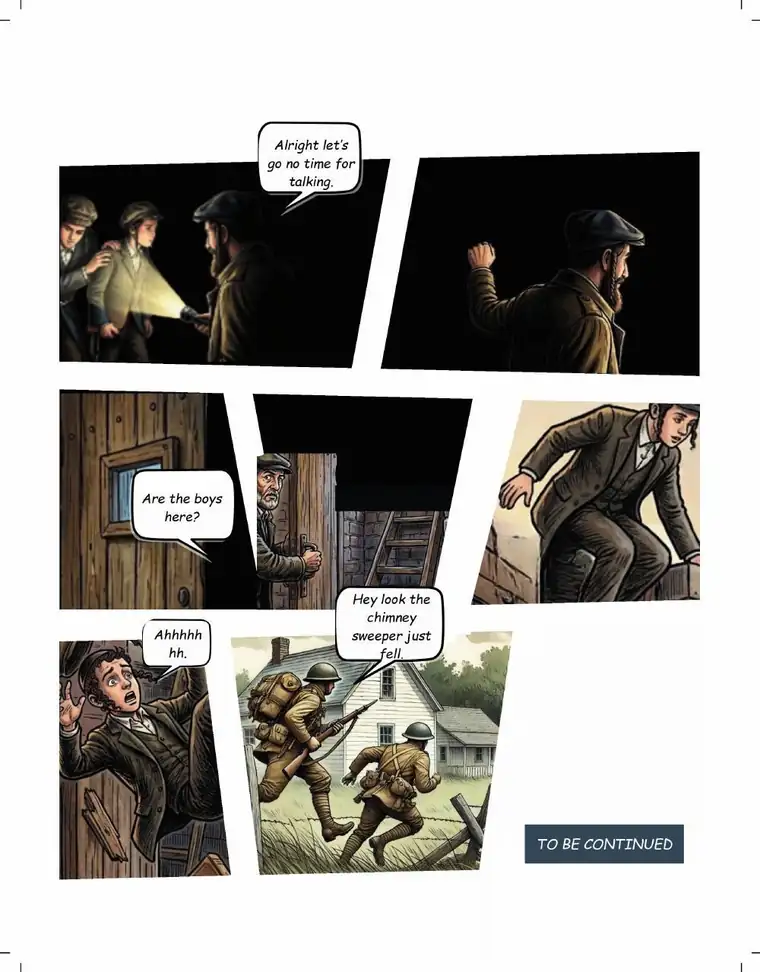 Alright let's
go no time for
talking.
Are the boys
here?
Ahhhhh
hh.
Hey look the
chimney
sweeper just
fell.
TO BE CONTINUED